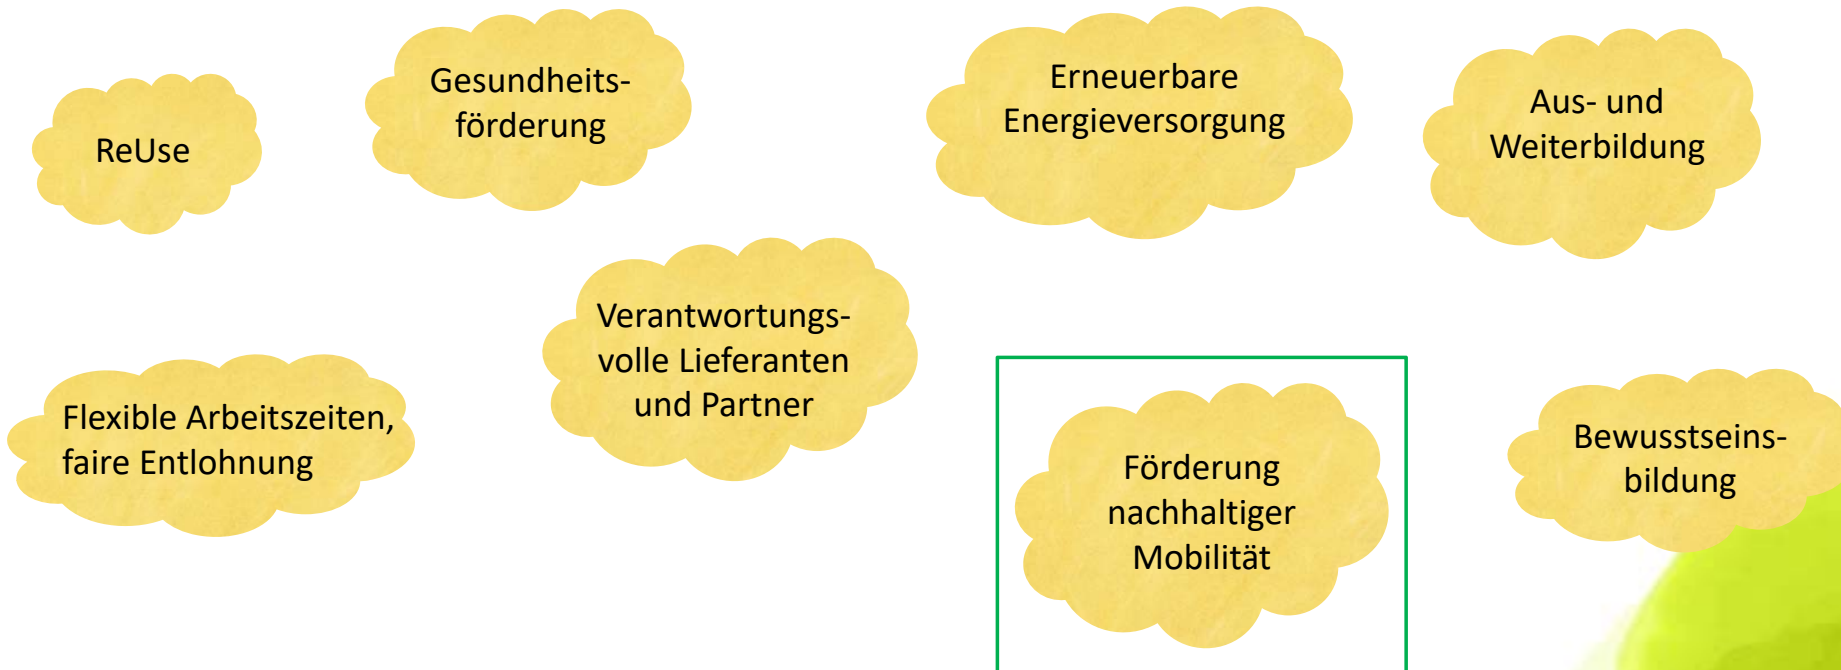 ReUse
Gesundheits-
förderung
Erneuerbare
Energieversorgung
Aus- und
Weiterbildung
Flexible Arbeitszeiten,
faire Entlohnung
Verantwortungs-
volle Lieferanten
und Partner
Förderung
nachhaltiger
Mobilität
Bewusstseins-
bildung